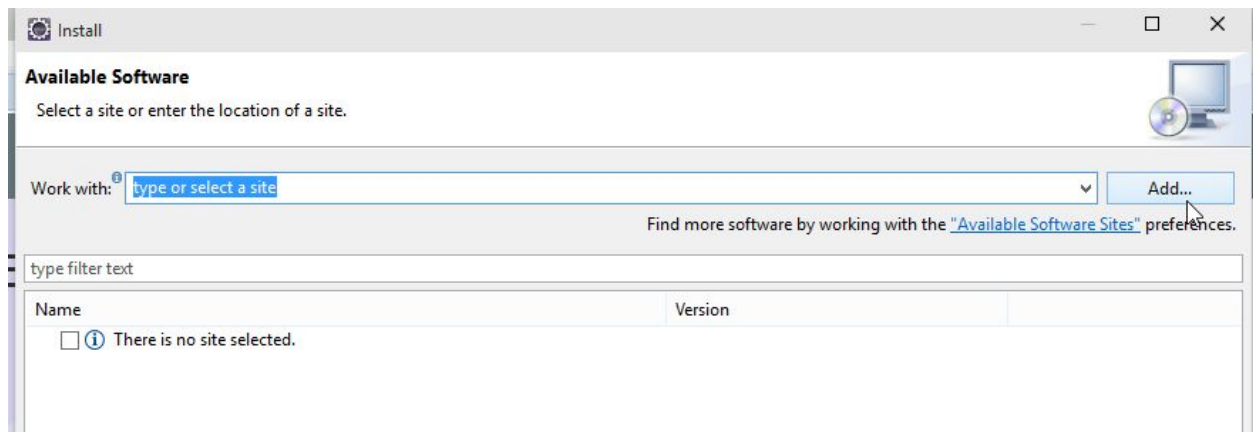 Install
Available Software
Select a site or enter the location of a site.
Work with: type or select a site Add...
Find more software by working with the "Available Software Sites" preferences.
type filter text
Name Version
There is no site selected.